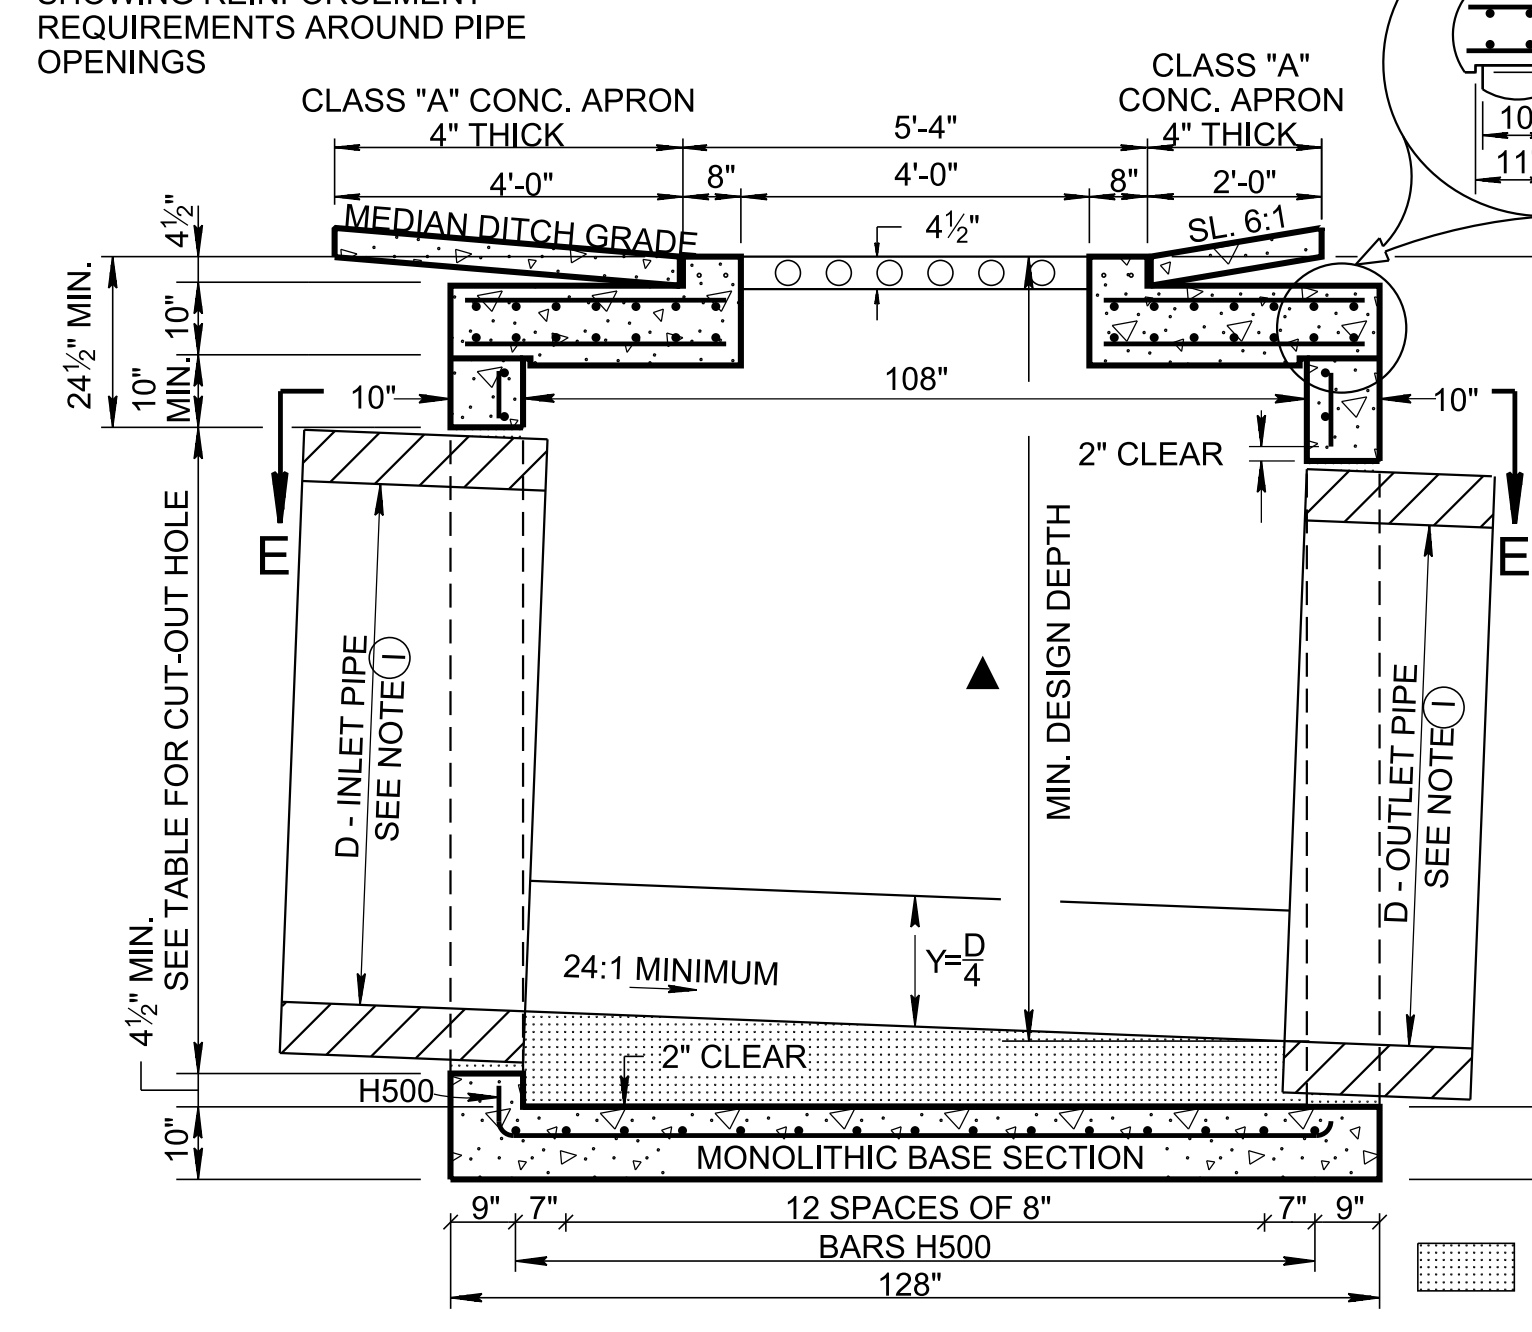 REQUIREMENTS AROUND PIPE
OPENINGS
CLASS "A" CONC. APRON
4" THICK
CLASS "A"
CONC. APRON
4" THICK
5'-4"
4'-0"
8"
4'-0"
8"
2'-0"
10
11
MEDIAN DITCH GRADE
4½"
SL. 6:1
4½"
24½" MIN.
10"
10"
MIN.
10"
108"
10"
2" CLEAR
E
E
SEE TABLE FOR CUT-OUT HOLE
D - INLET PIPE
SEE NOTE I
MIN. DESIGN DEPTH
D - OUTLET PIPE
SEE NOTE I
4½" MIN.
24:1 MINIMUM
Y=D/4
2" CLEAR
H500
10"
MONOLITHIC BASE SECTION
9" 7" 12 SPACES OF 8" 7" 9"
BARS H500
128"